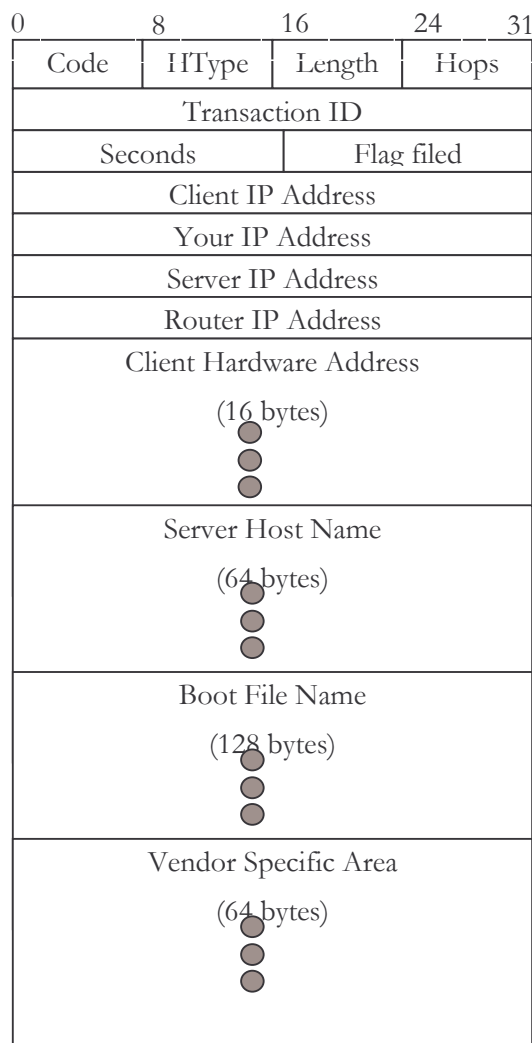 0 8 16 24 31
Code HType Length Hops
Transaction ID
Seconds Flag filed
Client IP Address
Your IP Address
Server IP Address
Router IP Address
Client Hardware Address
(16 bytes)
Server Host Name
(64 bytes)
Boot File Name
(128 bytes)
Vendor Specific Area
(64 bytes)